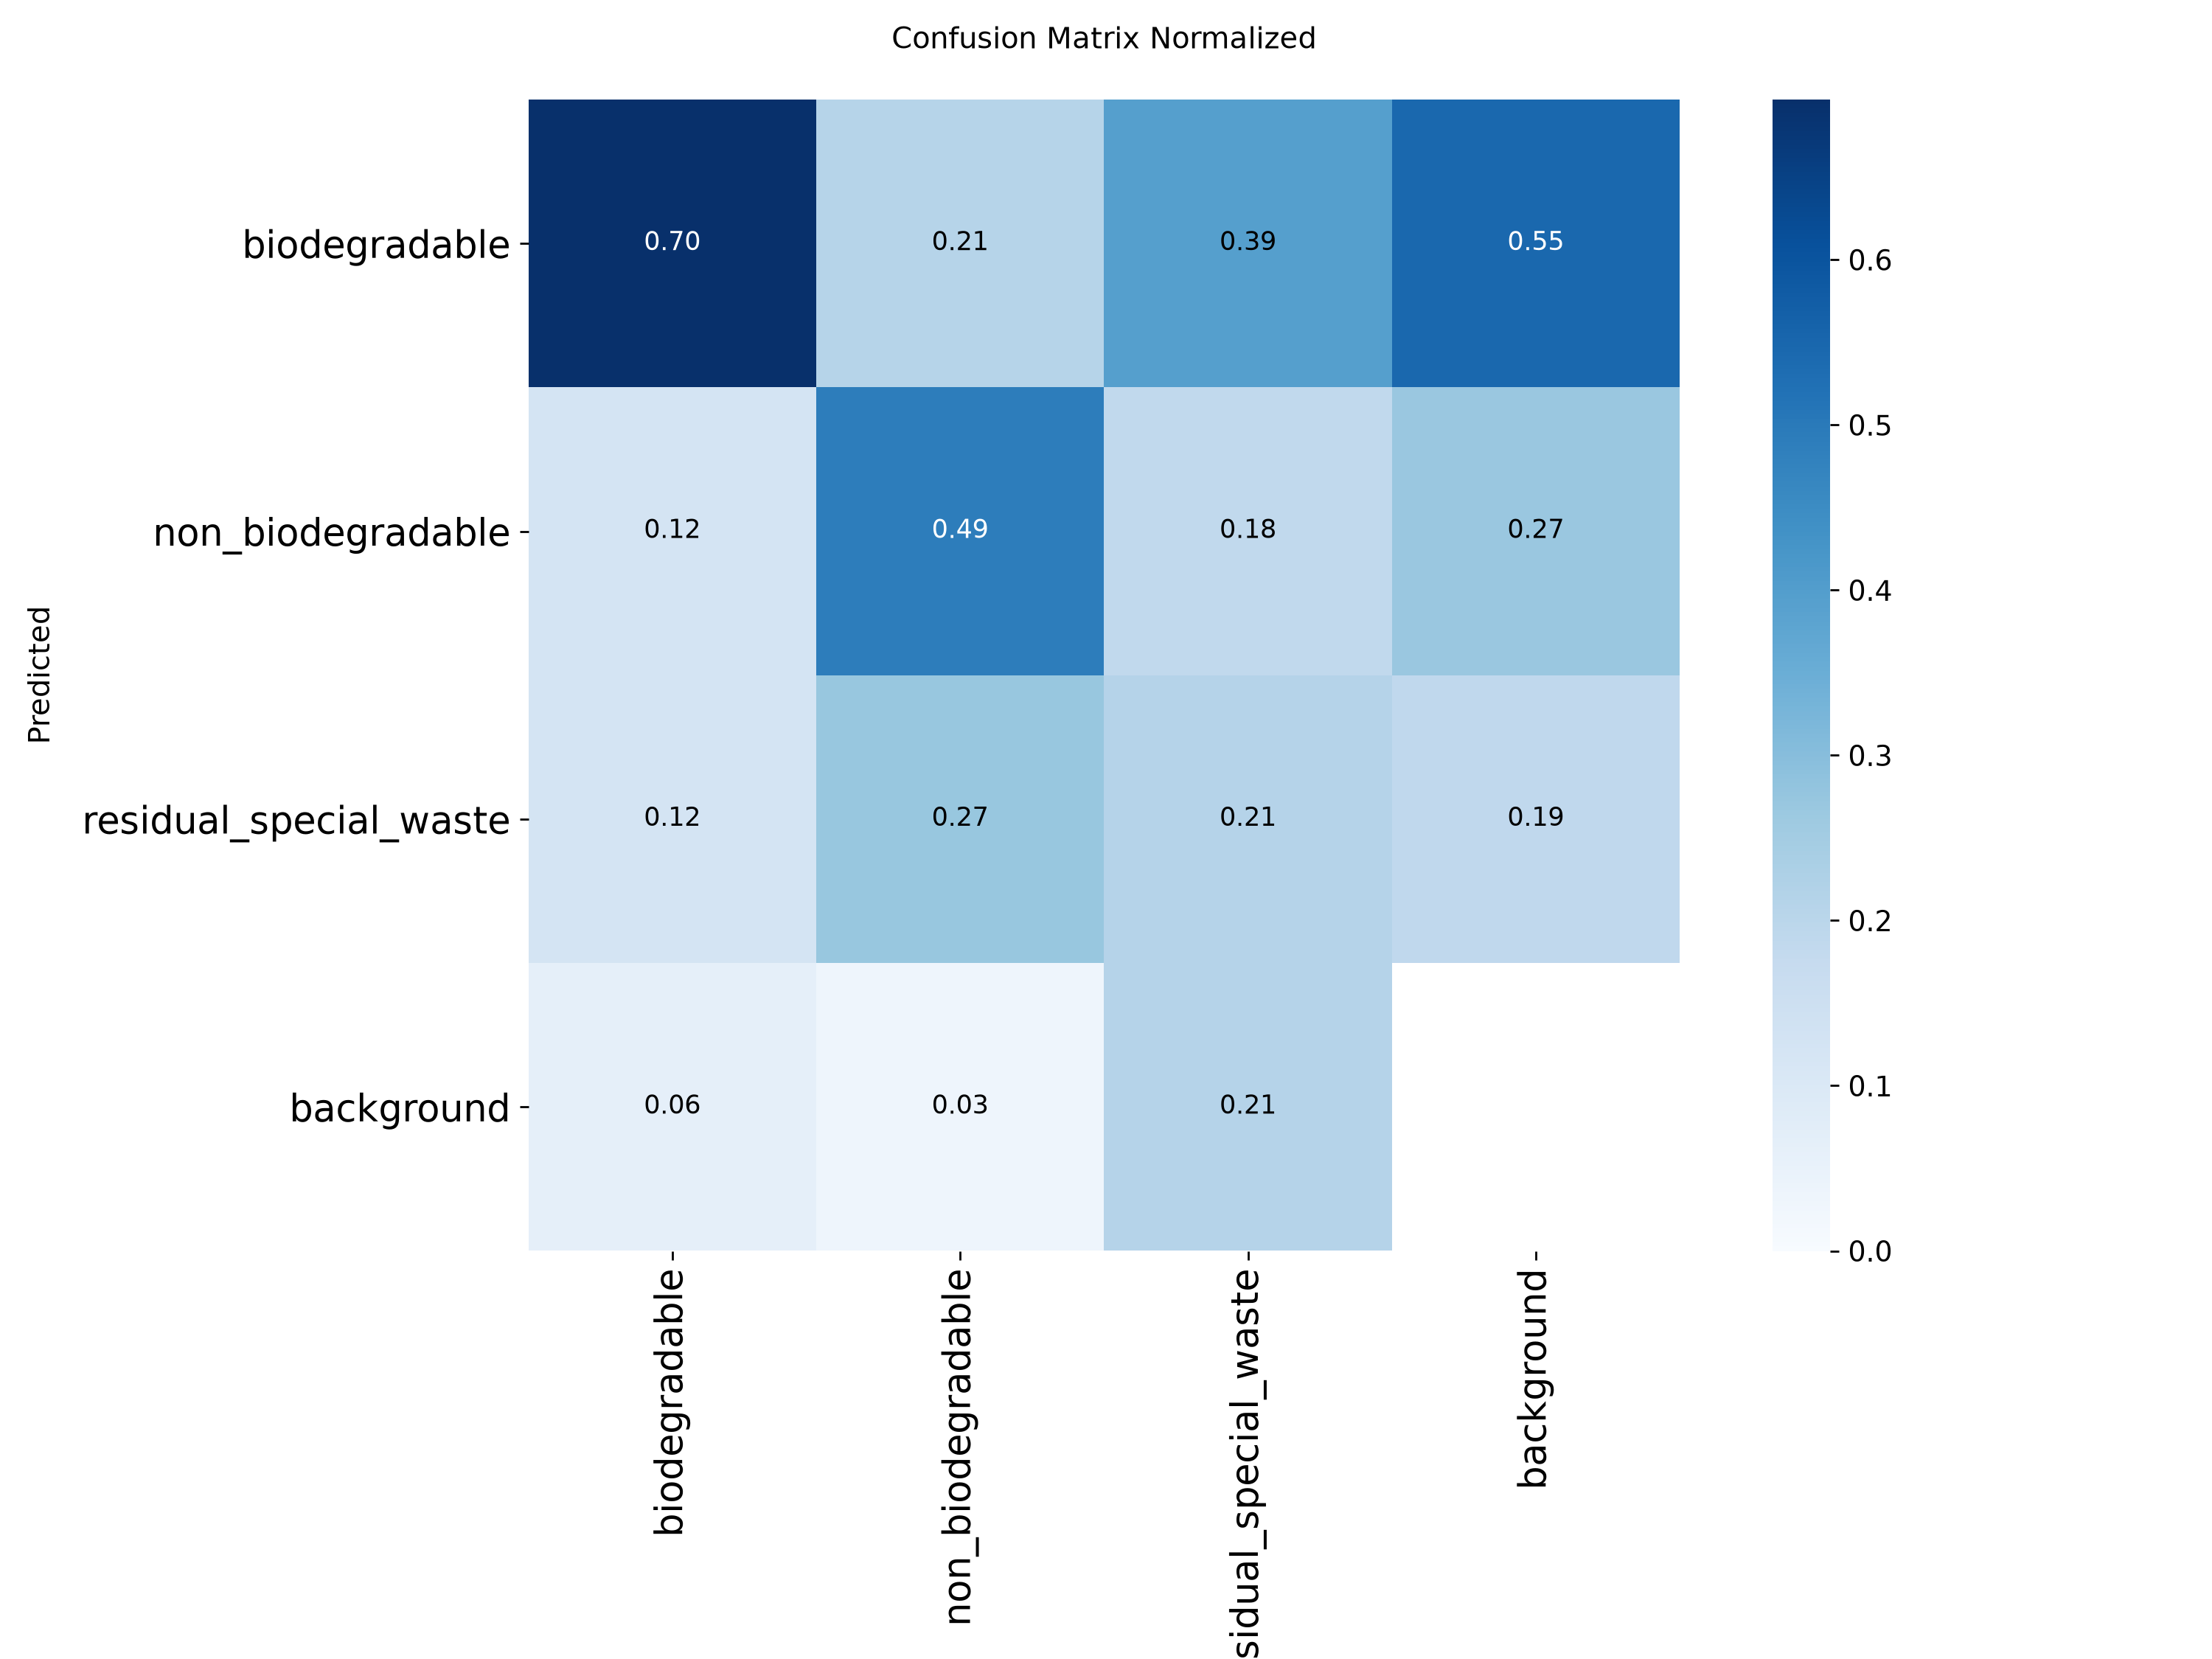 Confusion Matrix Normalized
Predicted
biodegradable 0.70 0.21 0.39 0.55
non_biodegradable 0.12 0.49 0.18 0.27
residual_special_waste 0.12 0.27 0.21 0.19
background 0.06 0.03 0.21
biodegradable
non_biodegradable
sidual_special_waste
background
0.6
0.5
0.4
0.3
0.2
0.1
0.0